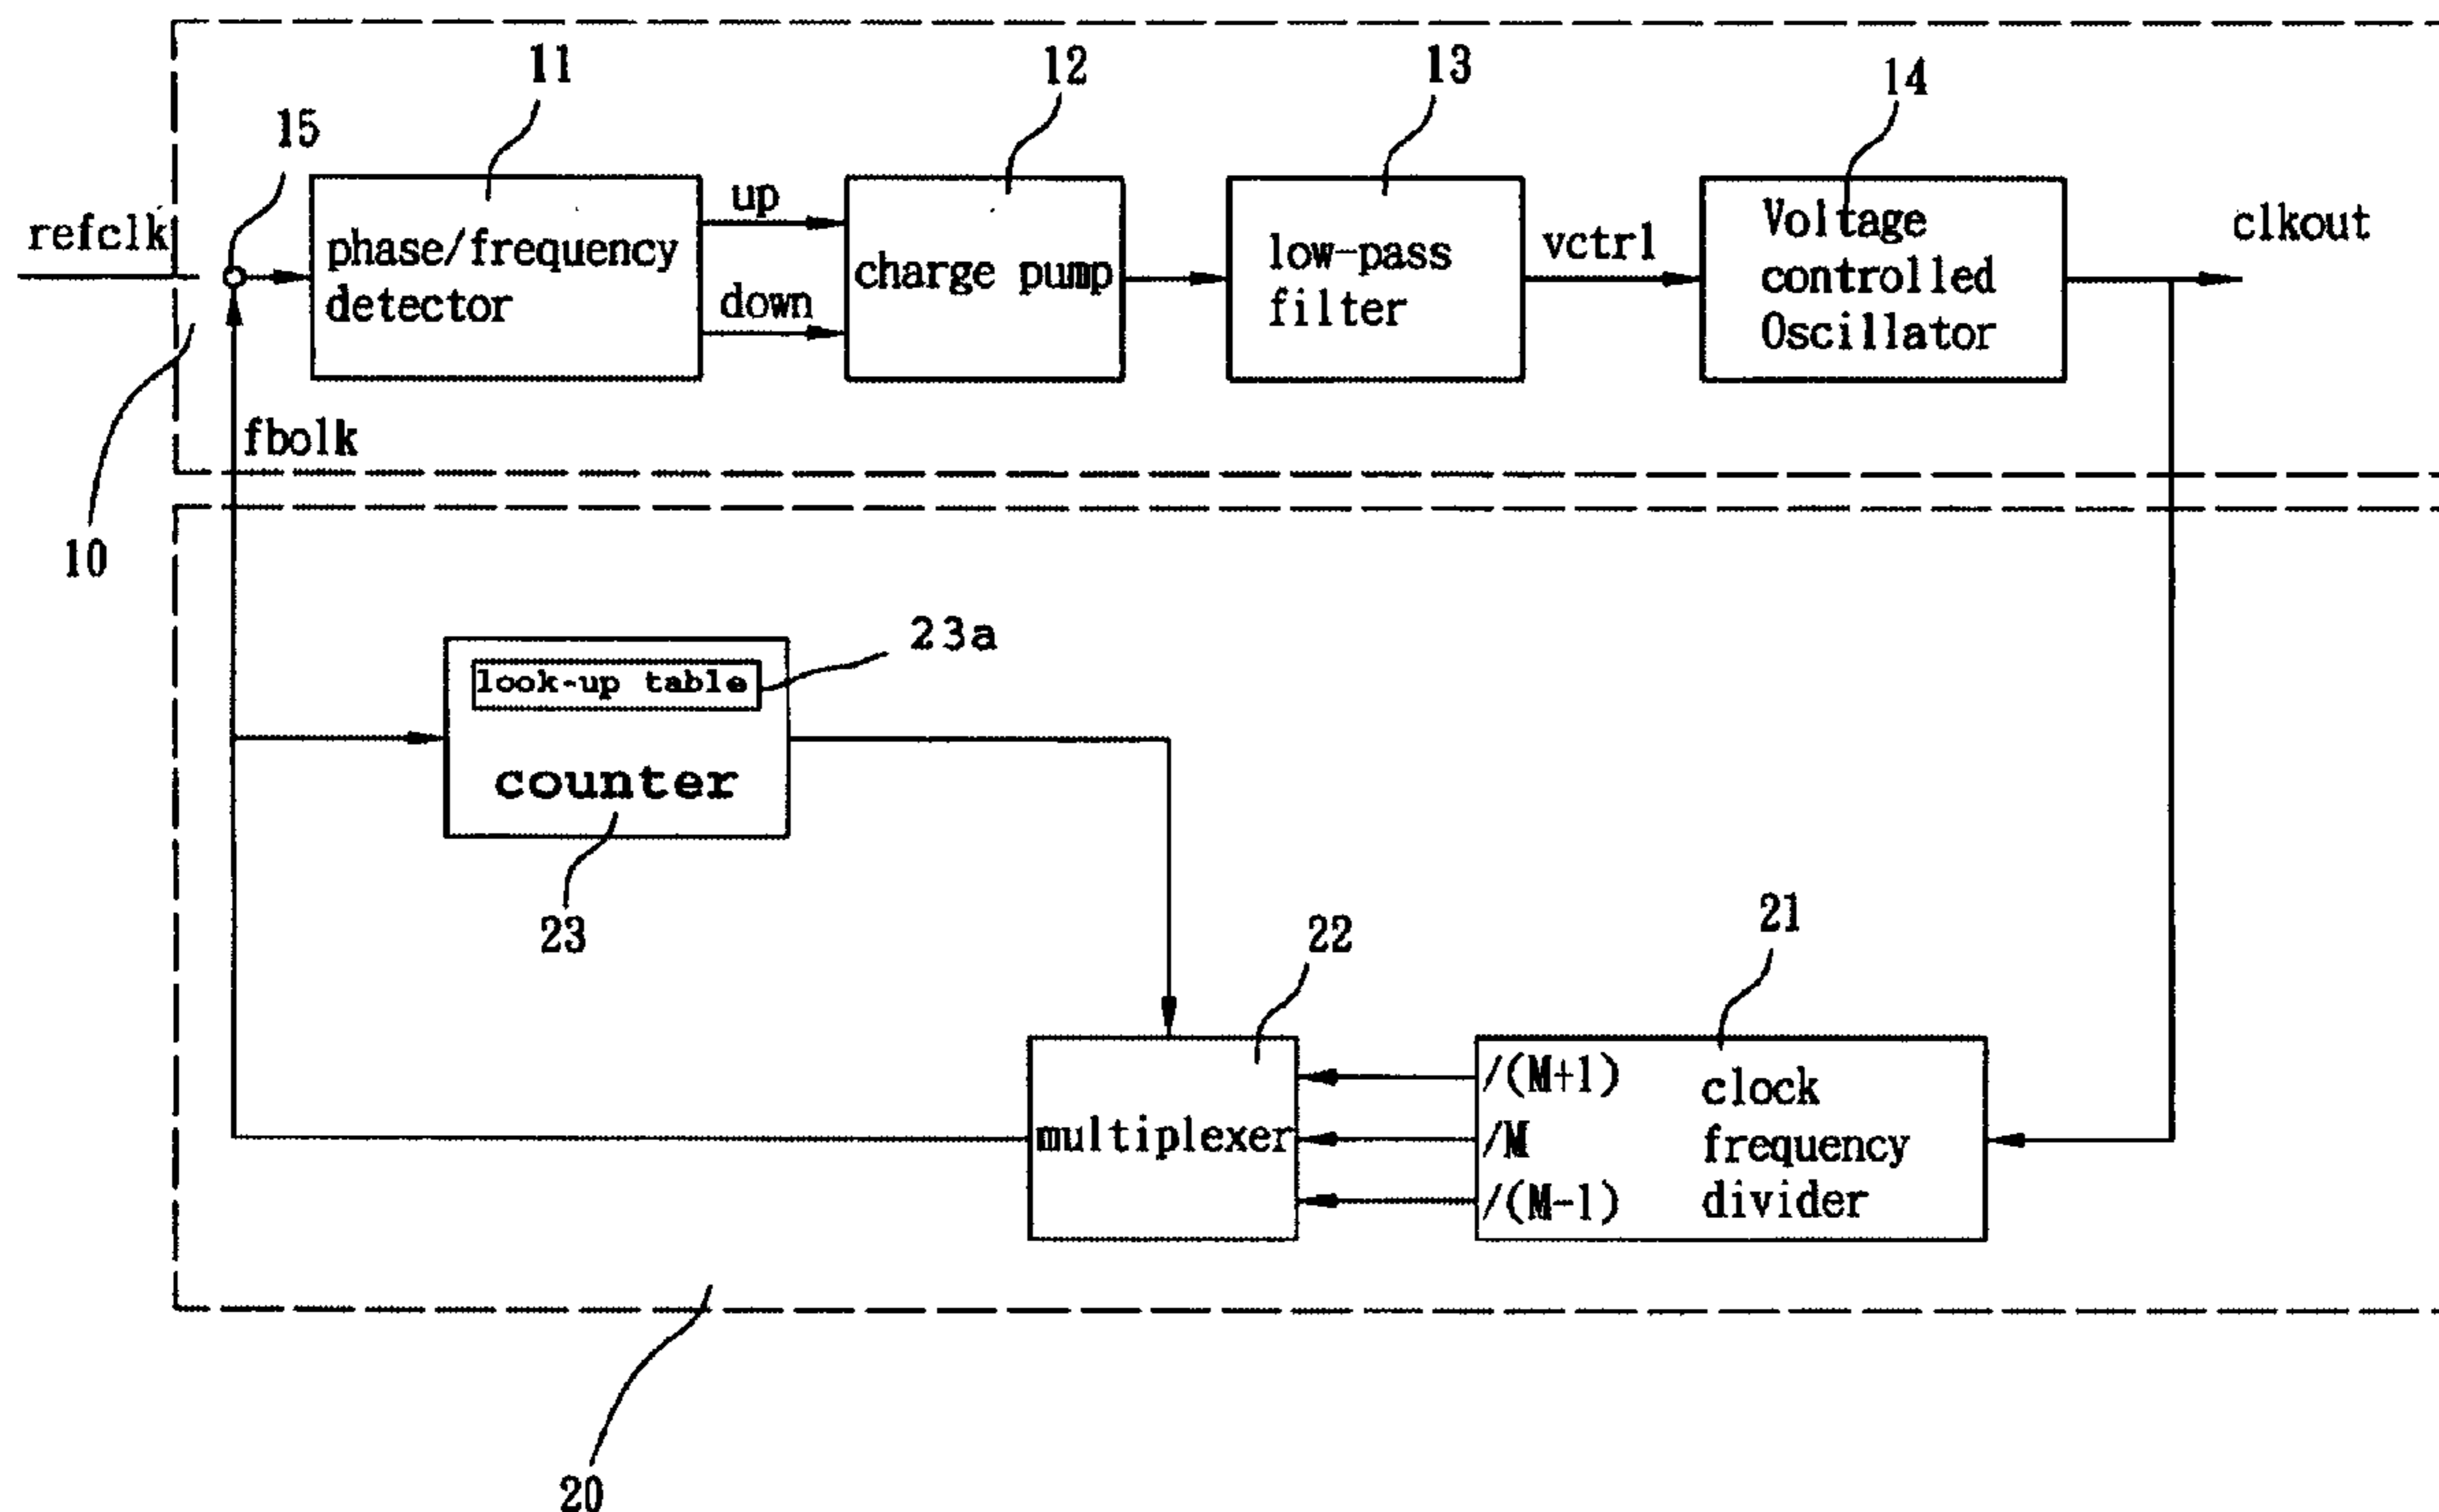 11
12
13
14
15
refclk
phase/frequency
detector
up
down
charge pump
low-pass
filter
vctrl
Voltage
controlled
Oscillator
clkout
fbolk
10
look-up table
23a
counter
23
22
21
multiplexer
/(M+1)
/M
/(M-1)
clock
frequency
divider
20